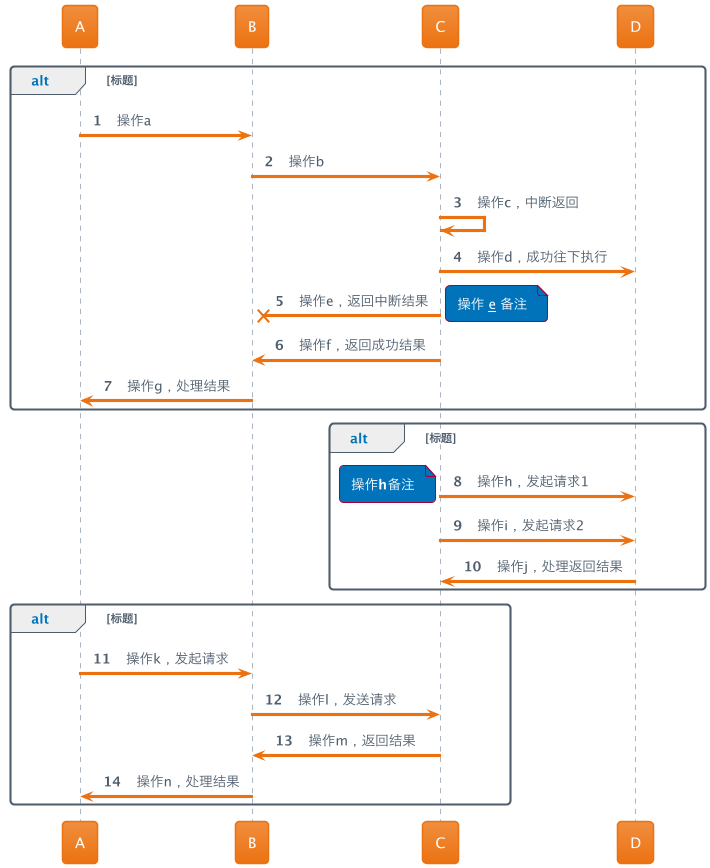 A B C D
alt [标题]
1 操作a
2 操作b
3 操作c，中断返回
4 操作d，成功往下执行
5 操作e，返回中断结果 操作 e 备注
6 操作f，返回成功结果
7 操作g，处理结果
alt [标题]
操作h备注 8 操作h，发起请求1
9 操作i，发起请求2
10 操作j，处理返回结果
alt [标题]
11 操作k，发起请求
12 操作l，发送请求
13 操作m，返回结果
14 操作n，处理结果
A B C D